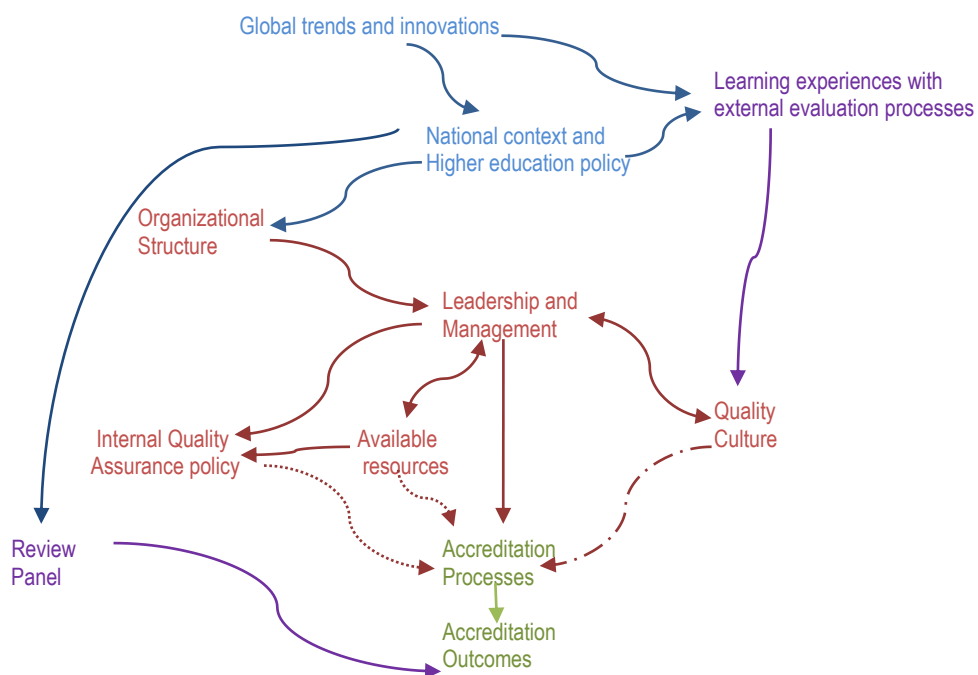 Global trends and innovations
Learning experiences with
external evaluation processes
National context and
Higher education policy
Organizational
Structure
Leadership and
Management
Quality
Culture
Internal Quality
Assurance policy
Available
resources
Review
Panel
Accreditation
Processes
Accreditation
Outcomes